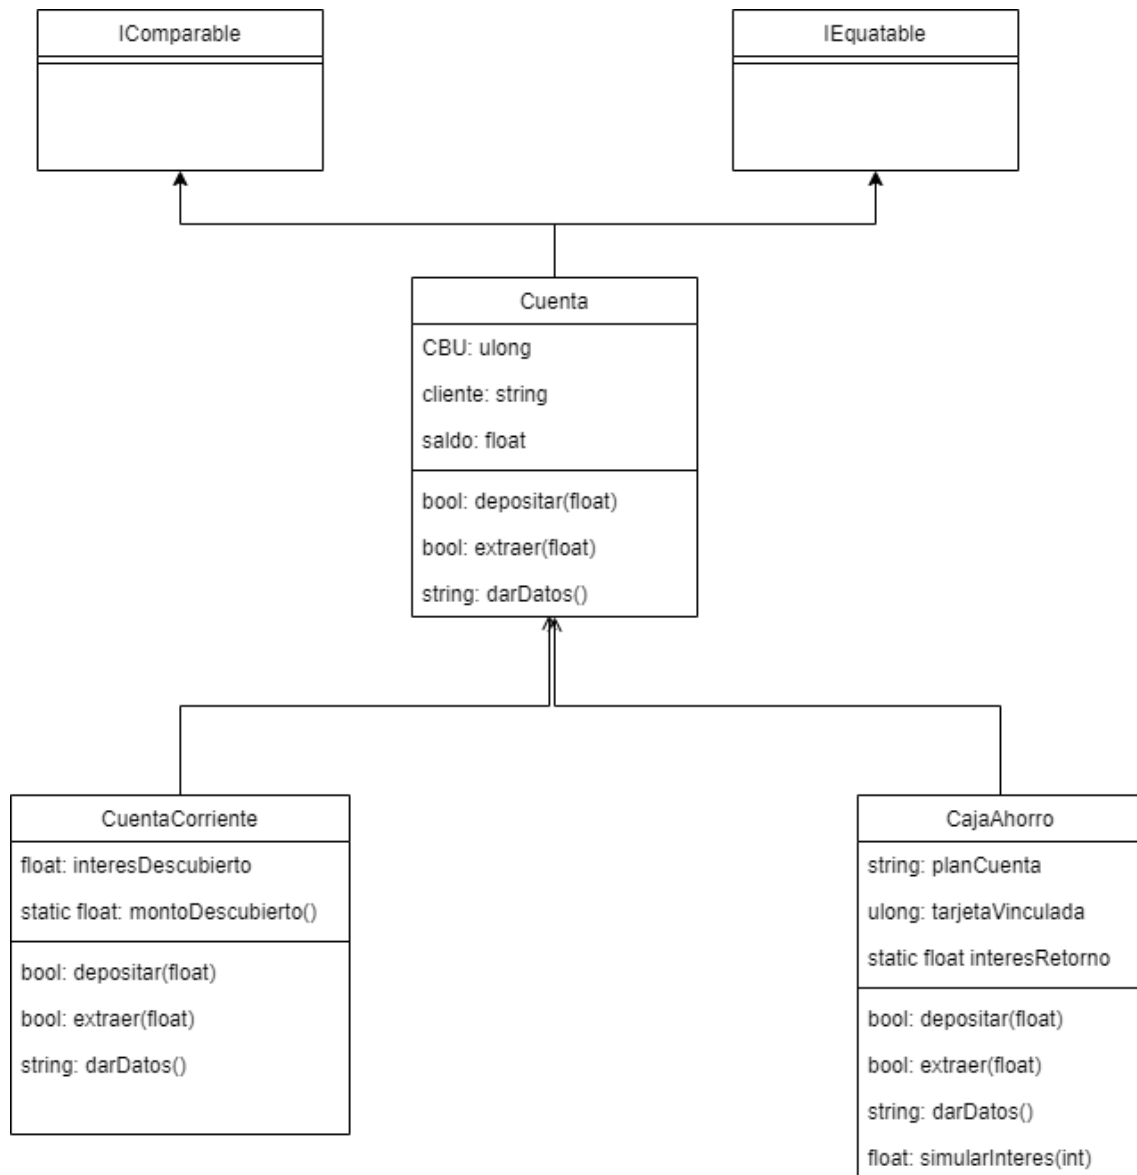 IComparable
IEquatable
Cuenta
CBU: ulong
cliente: string
saldo: float
bool: depositar(float)
bool: extraer(float)
string: darDatos()
CuentaCorriente
float: interesDescubierto
static float: montoDescubierto()
bool: depositar(float)
bool: extraer(float)
string: darDatos()
CajaAhorro
string: planCuenta
ulong: tarjetaVinculada
static float interesRetorno
bool: depositar(float)
bool: extraer(float)
string: darDatos()
float: simularInteres(int)